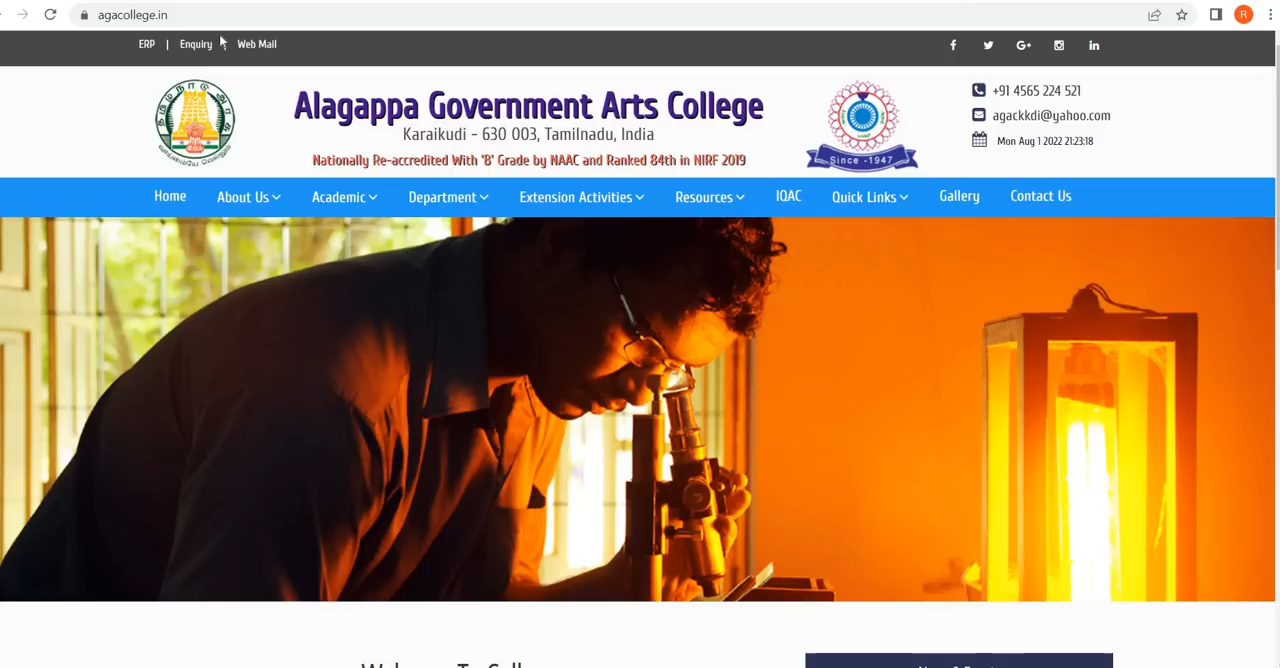 agacollege.in
R
ERP | Enquiry Web Mail
Alagappa Government Arts College
Karaikudi - 630 003, Tamilnadu, India
Nationally Re-accredited With 'B' Grade by NAAC and Ranked 84th in NIRF 2019
Since -1947
+91 4565 224 521
agackkdi@yahoo.com
Mon Aug 1 2022 21:23:18
Home About Us Academic Department Extension Activities Resources IQAC Quick Links Gallery Contact Us